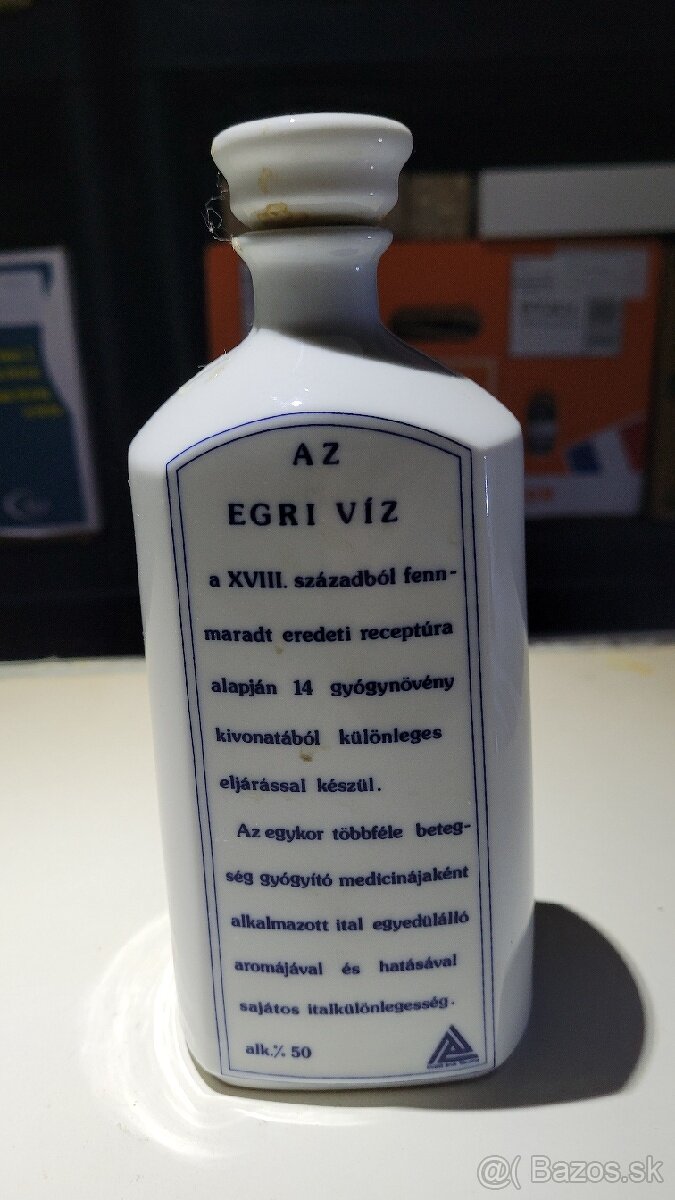 AZ
EGRI VÍZ
a XVIII. századból fenn-
maradt eredeti receptúra
alapján 14 gyógynövény
kivonatából különleges
eljárással készül.
Az egykor többféle beteg-
ség gyógyító medicinájaként
alkalmazott ital egyedülálló
aromájával és hatásával
sajátos italkülönlegesség.
alk.% 50
@( Bazos.sk